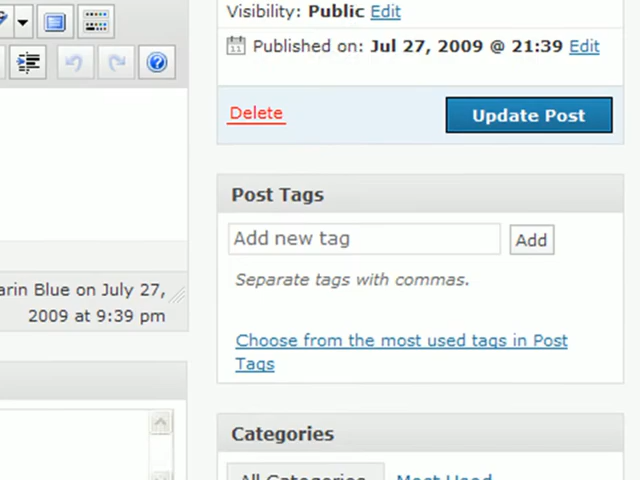 Visibility: Public Edit
Published on: Jul 27, 2009 @ 21:39 Edit
Delete
Update Post
Post Tags
Add new tag
Add
Separate tags with commas.
Choose from the most used tags in Post
Tags
Categories
All Categories
Most Used
arin Blue on July 27,
2009 at 9:39 pm